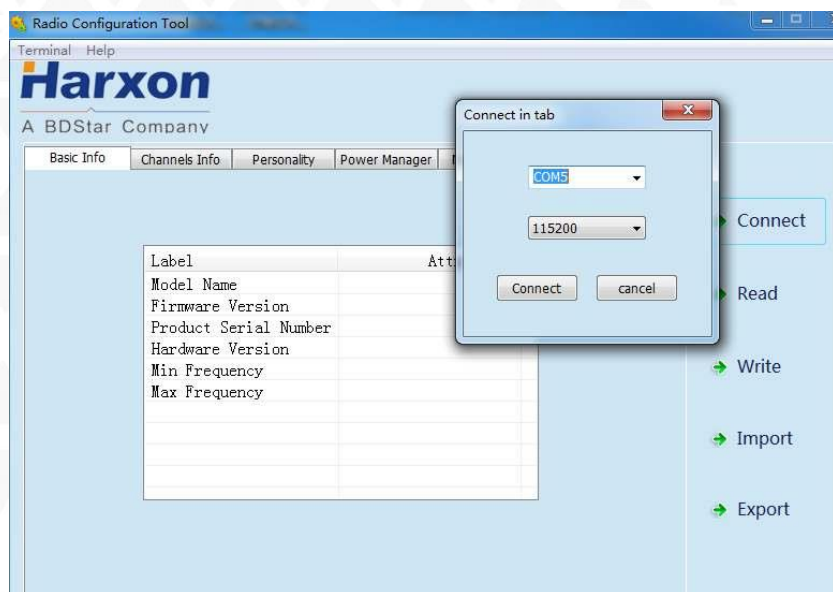 Radio Configuration Tool
Terminal Help
Harxon
A BDStar Company
Basic Info Channels Info Personality Power Manager
Connect in tab
COM5
115200
Connect cancel
Label
Model Name
Firmware Version
Product Serial Number
Hardware Version
Min Frequency
Max Frequency
Connect
Read
Write
Import
Export